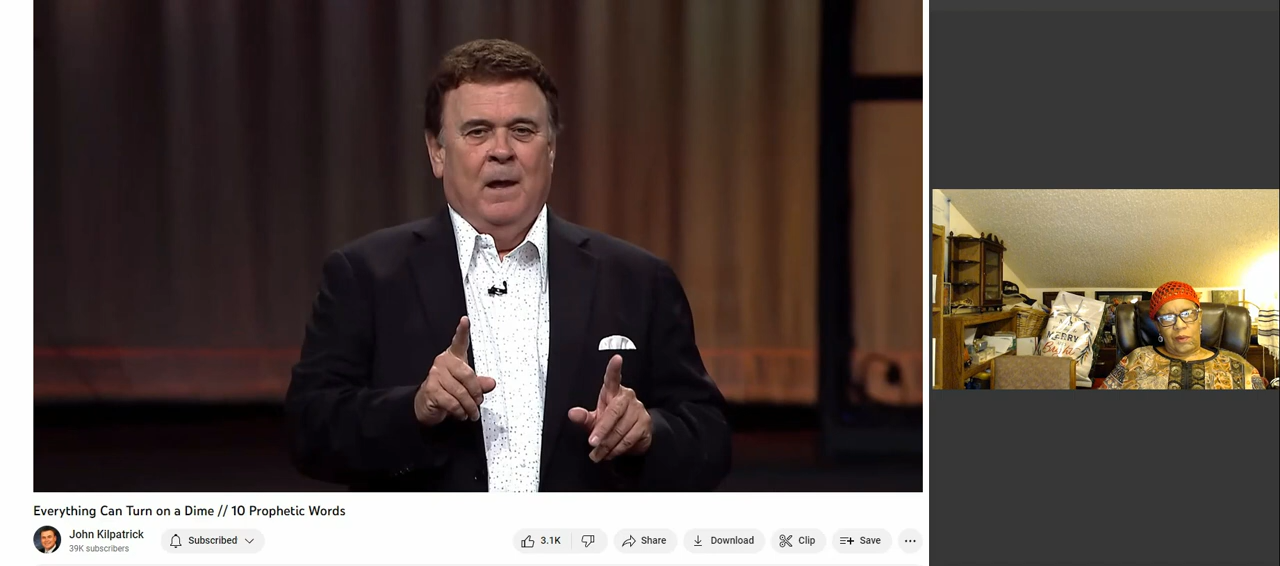 Everything Can Turn on a Dime // 10 Prophetic Words
John Kilpatrick
39K subscribers
Subscribed
3.1K
Share
Download
Clip
Save